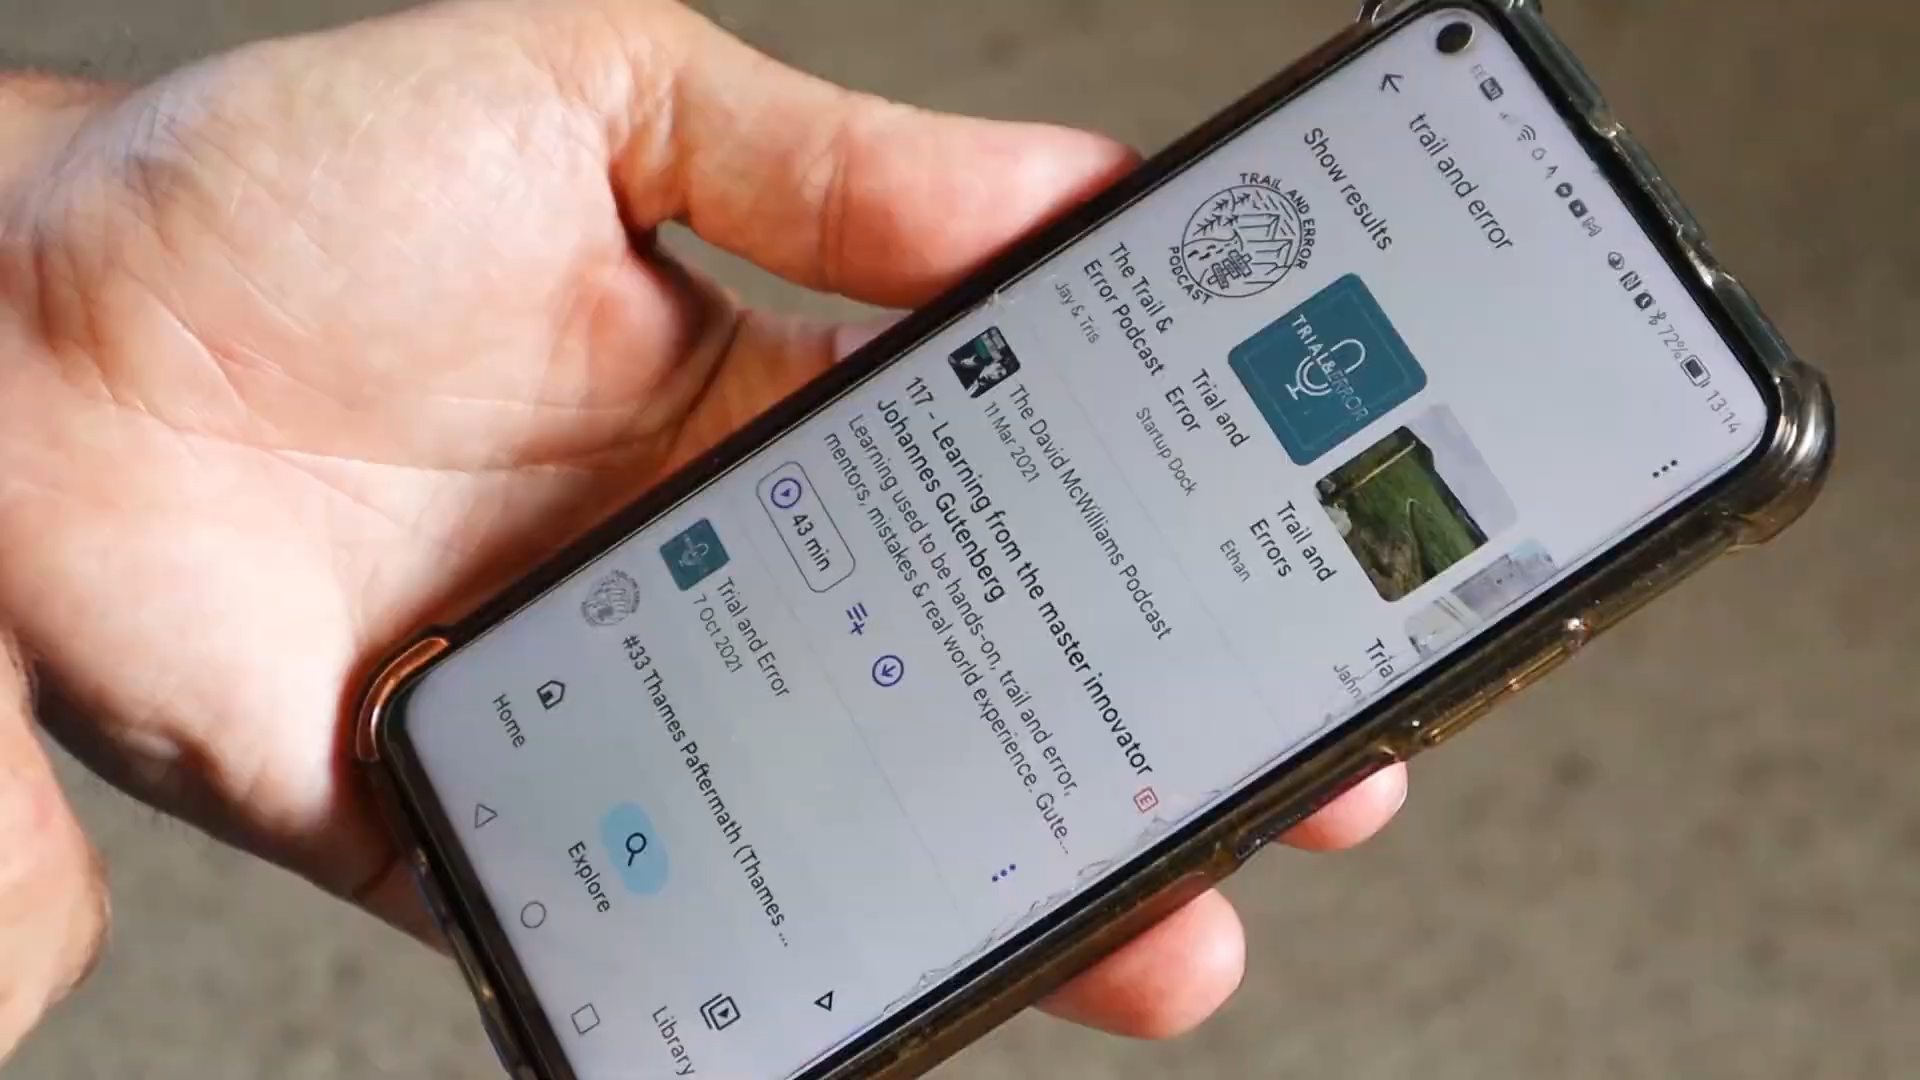 EE
72%
13:14
trail and error
Show results
TRAIL AND ERROR
PODCAST
The Trail &
Error Podcast
Jay & Tris
TRIAL&ERROR
Trial and
Error
Startup Dock
Trail and
Errors
Ethan
Tria
Jahn
The David McWilliams Podcast
11 Mar 2021
117 - Learning from the master innovator
E
Johannes Gutenberg
Learning used to be hands-on, trail and error,
mentors, mistakes & real world experience. Gute...
43 min
Trial and Error
7 Oct 2021
#33 Thames Paftermath (Thames ...
Home
Explore
Library